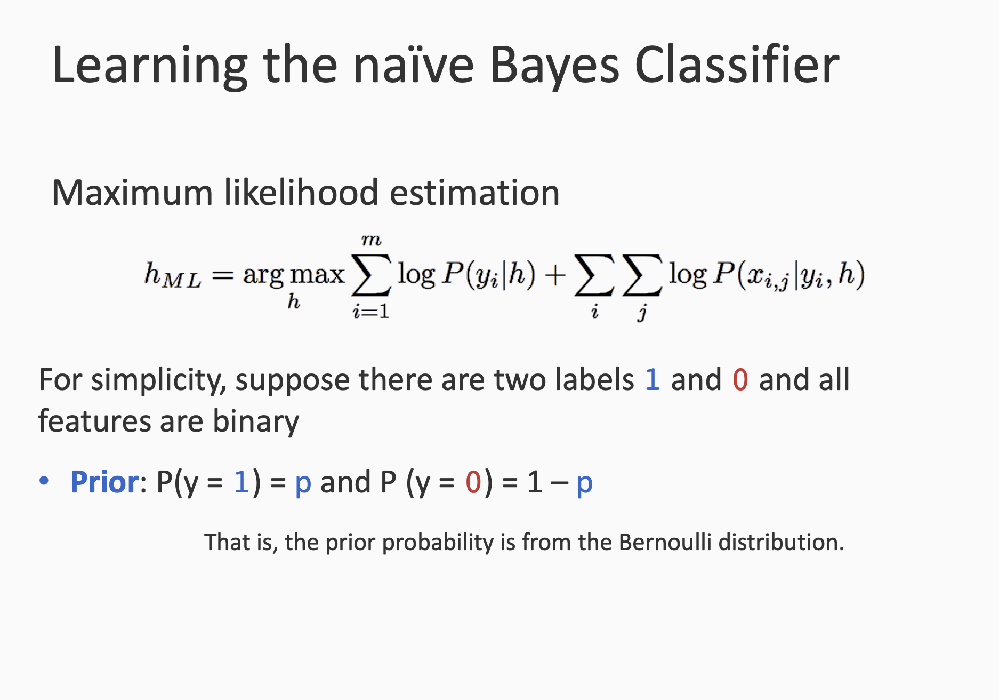 Learning the naïve Bayes Classifier
Maximum likelihood estimation
h_{ML} = arg max_h \sum_{i=1}^{m} log P(y_i|h) + \sum_i \sum_j log P(x_{i,j}|y_i, h)
For simplicity, suppose there are two labels 1 and 0 and all
features are binary
• Prior: P(y = 1) = p and P (y = 0) = 1 – p
That is, the prior probability is from the Bernoulli distribution.